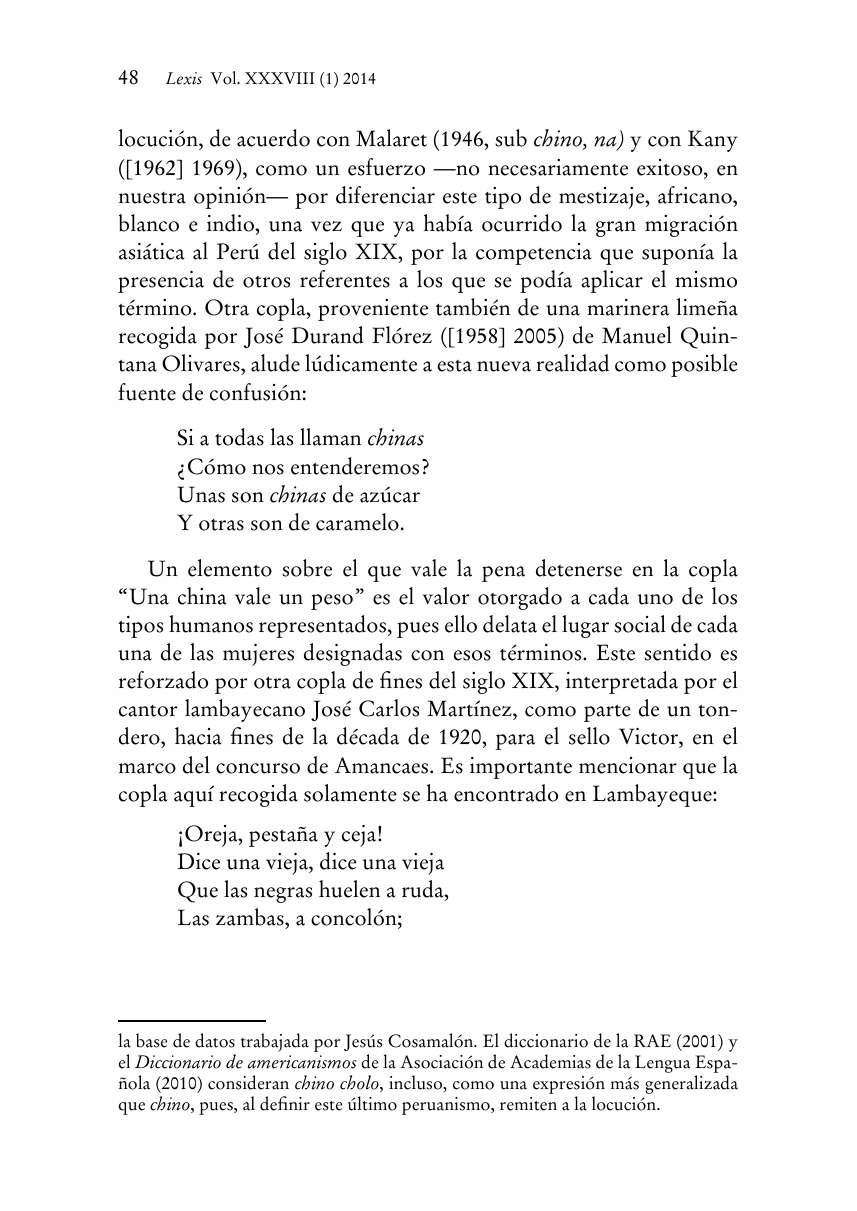 48 Lexis Vol. XXXVIII (1) 2014
locución, de acuerdo con Malaret (1946, sub chino, na) y con Kany
([1962] 1969), como un esfuerzo —no necesariamente exitoso, en
nuestra opinión— por diferenciar este tipo de mestizaje, africano,
blanco e indio, una vez que ya había ocurrido la gran migración
asiática al Perú del siglo XIX, por la competencia que suponía la
presencia de otros referentes a los que se podía aplicar el mismo
término. Otra copla, proveniente también de una marinera limeña
recogida por José Durand Flórez ([1958] 2005) de Manuel Quin-
tana Olivares, alude lúdicamente a esta nueva realidad como posible
fuente de confusión:
Si a todas las llaman chinas
¿Cómo nos entenderemos?
Unas son chinas de azúcar
Y otras son de caramelo.
Un elemento sobre el que vale la pena detenerse en la copla
“Una china vale un peso” es el valor otorgado a cada uno de los
tipos humanos representados, pues ello delata el lugar social de cada
una de las mujeres designadas con esos términos. Este sentido es
reforzado por otra copla de fines del siglo XIX, interpretada por el
cantor lambayecano José Carlos Martínez, como parte de un ton-
dero, hacia fines de la década de 1920, para el sello Victor, en el
marco del concurso de Amancaes. Es importante mencionar que la
copla aquí recogida solamente se ha encontrado en Lambayeque:
¡Oreja, pestaña y ceja!
Dice una vieja, dice una vieja
Que las negras huelen a ruda,
Las zambas, a concolón;
la base de datos trabajada por Jesús Cosamalón. El diccionario de la RAE (2001) y
el Diccionario de americanismos de la Asociación de Academias de la Lengua Espa-
ñola (2010) consideran chino cholo, incluso, como una expresión más generalizada
que chino, pues, al definir este último peruanismo, remiten a la locución.